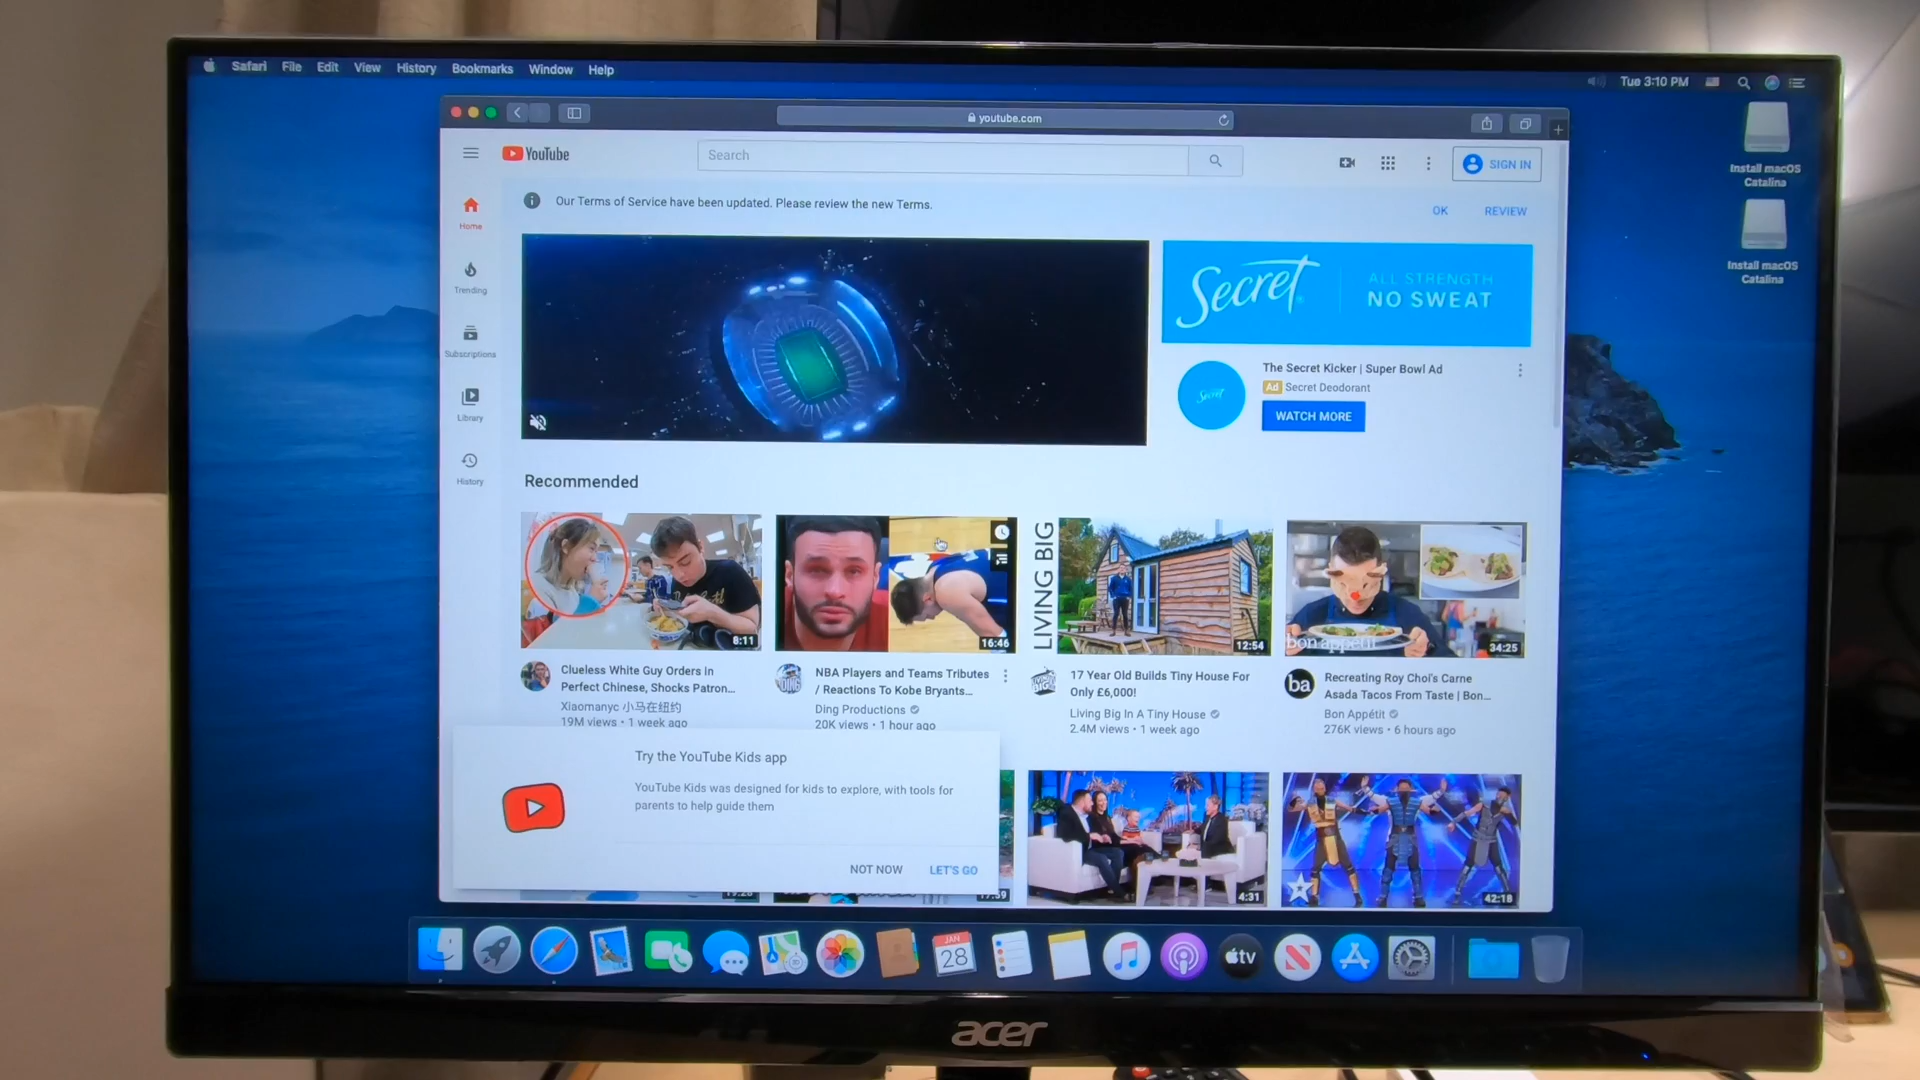 Safari File Edit View History Bookmarks Window Help
Tue 3:10 PM
youtube.com
YouTube
Search
SIGN IN
Install macOS
Catalina
Install macOS
Catalina
Our Terms of Service have been updated. Please review the new Terms.
OK REVIEW
Home
Trending
Subscriptions
Library
History
Secret
ALL STRENGTH
NO SWEAT
Secret
The Secret Kicker | Super Bowl Ad
Ad Secret Deodorant
WATCH MORE
Recommended
8:11
16:46
LIVING BIG
12:54
bon appétit
34:25
Clueless White Guy Orders in
Perfect Chinese, Shocks Patron...
Xiaomanyc 小马在纽约
19M views • 1 week ago
NBA Players and Teams Tributes
/ Reactions To Kobe Bryants...
Ding Productions
20K views • 1 hour ago
17 Year Old Builds Tiny House For
Only £6,000!
Living Big In A Tiny House
2.4M views • 1 week ago
ba
Recreating Roy Choi's Carne
Asada Tacos From Taste | Bon...
Bon Appétit
276K views • 6 hours ago
Try the YouTube Kids app
YouTube Kids was designed for kids to explore, with tools for
parents to help guide them
NOT NOW LET'S GO
4:31
42:18
JAN
28
tv
acer